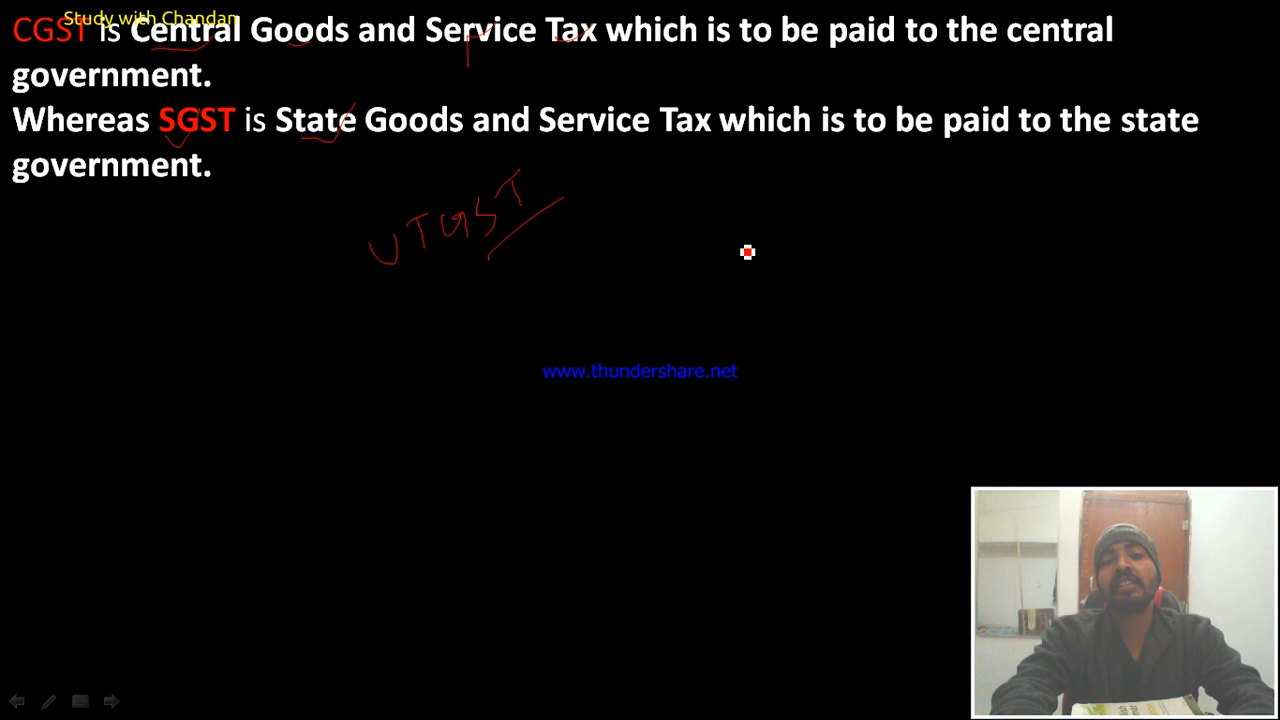 Study with Chandan
CGST is Central Goods and Service Tax which is to be paid to the central
government.
Whereas SGST is State Goods and Service Tax which is to be paid to the state
government.
UTGST
www.thundershare.net